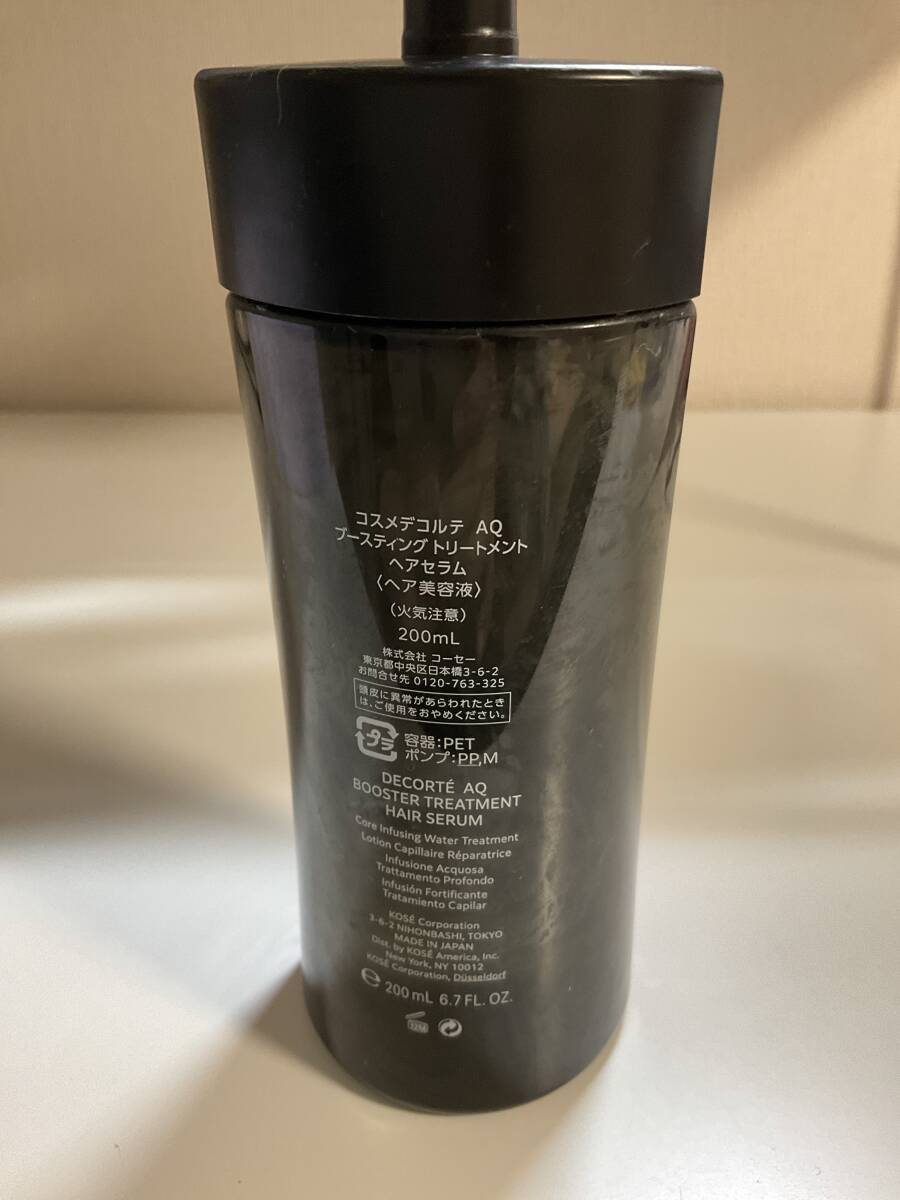 コスメデコルテ AQ
ブースティング トリートメント
ヘアセラム
〈ヘア美容液〉
（火気注意）
200mL
株式会社 コーセー
東京都中央区日本橋3-6-2
お問合せ先 0120-763-325
頭皮に異常があらわれたとき
は、ご使用をおやめください。
プラ
容器:PET
ポンプ:PP,M
DECORTÉ AQ
BOOSTER TREATMENT
HAIR SERUM
Core Infusing Water Treatment
Lotion Capillaire Réparatrice
Infusione Acquosa
Trattamento Profondo
Infusión Fortificante
Tratamiento Capilar
KOSÉ Corporation
3-6-2 NIHONBASHI, TOKYO
MADE IN JAPAN
Dist. by KOSÉ America, Inc.
New York, NY 10012
KOSÉ Corporation, Düsseldorf
℮ 200 mL 6.7 FL. OZ.
12M